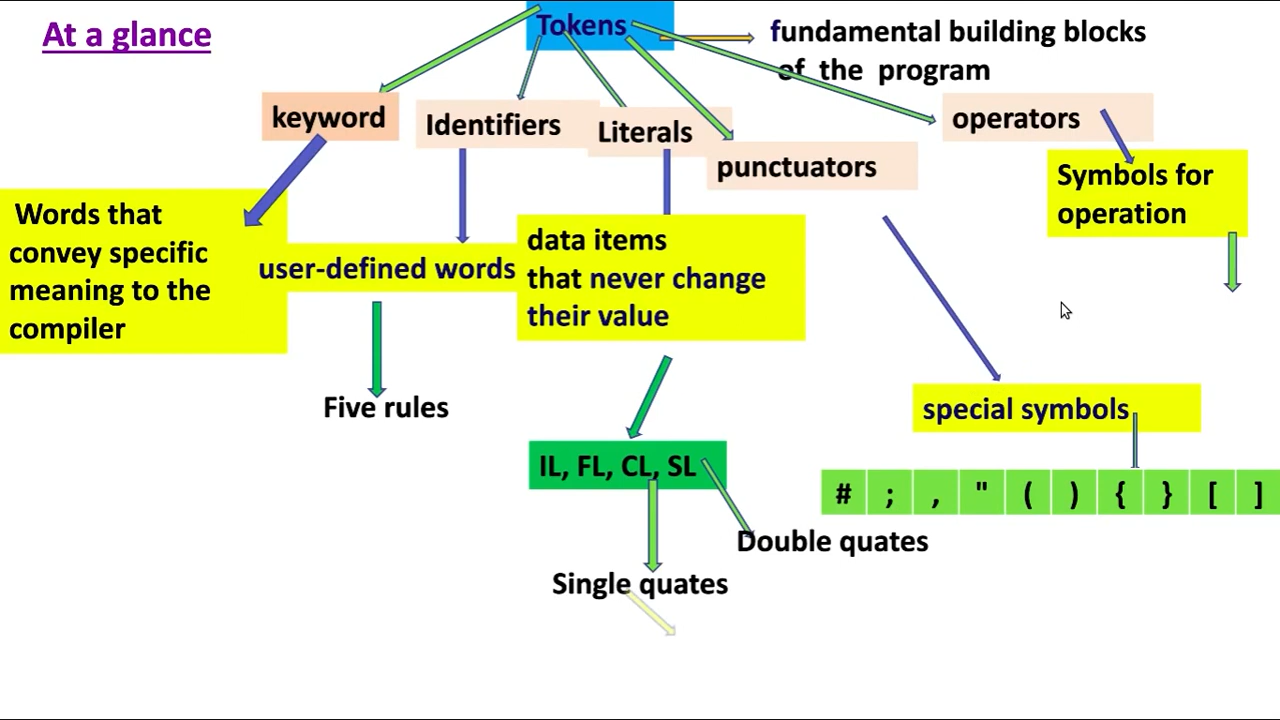 At a glance
Tokens
fundamental building blocks
of the program
keyword
Identifiers
Literals
punctuators
operators
Symbols for
operation
Words that
convey specific
meaning to the
compiler
user-defined words
data items
that never change
their value
Five rules
special symbols
IL, FL, CL, SL
# ; , " ( ) { } [ ]
Double quates
Single quates